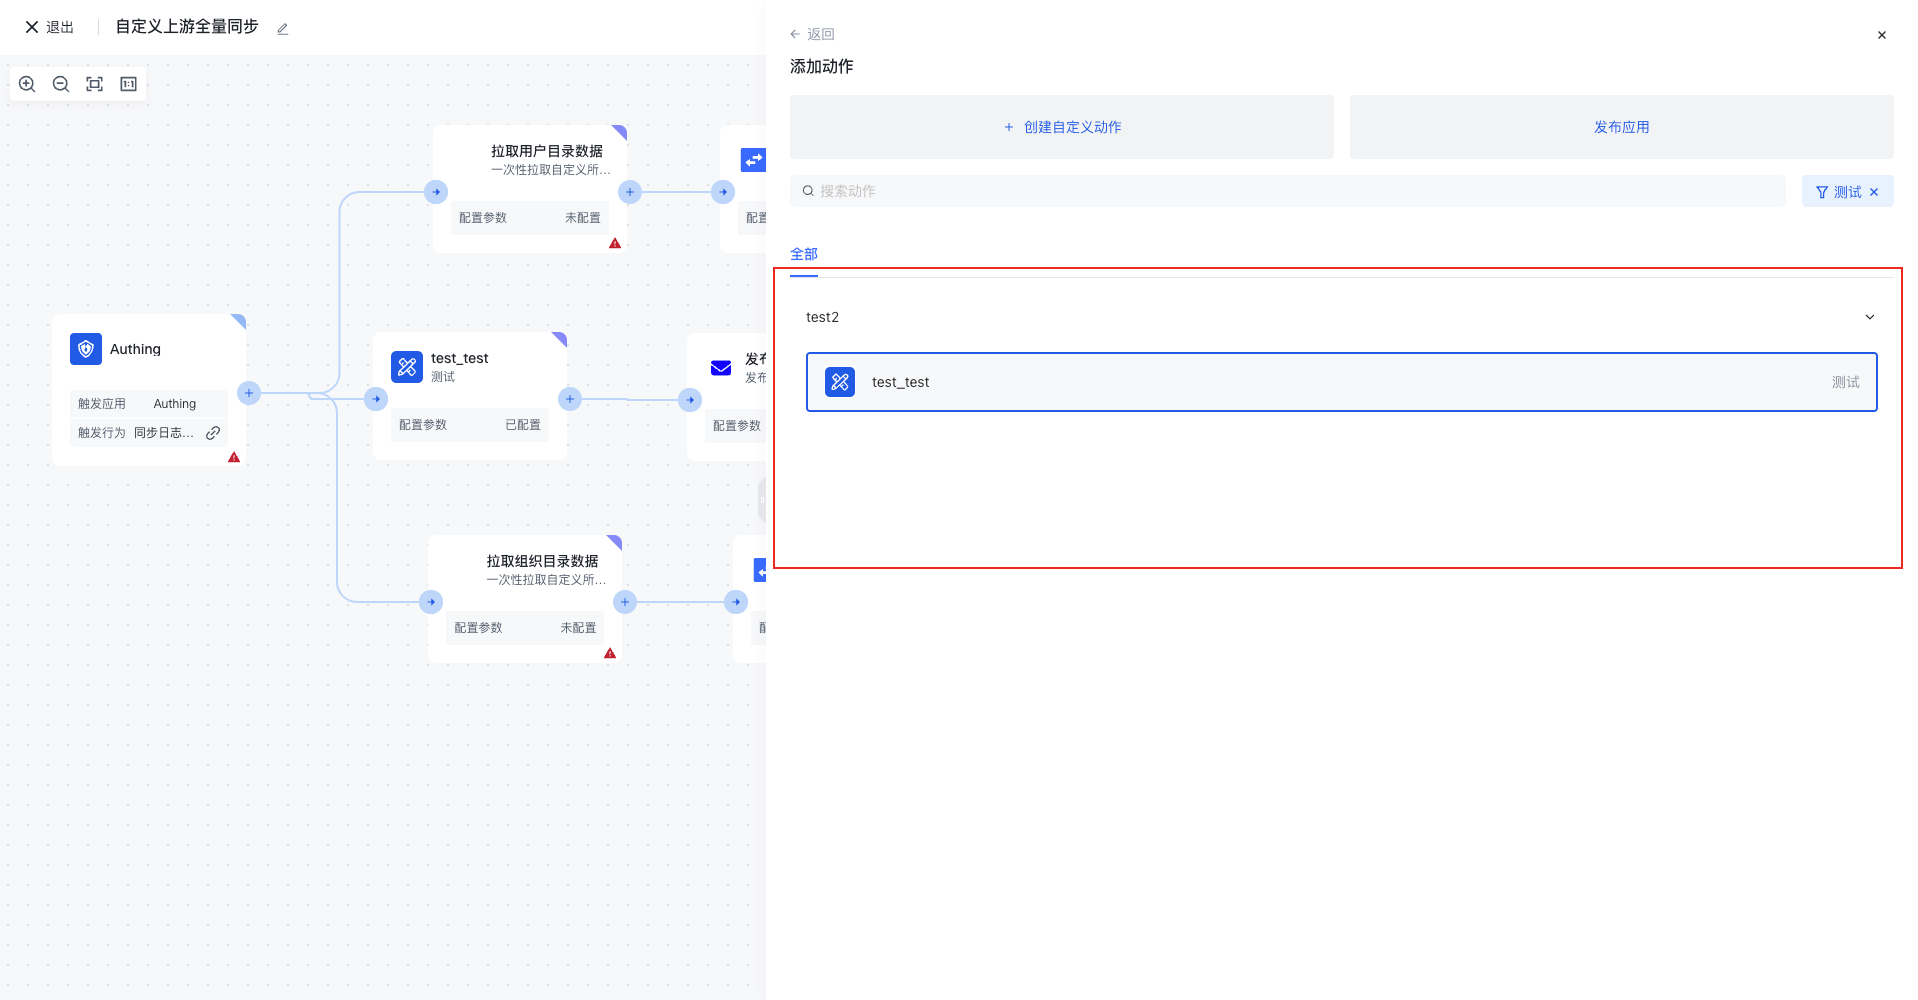 退出
自定义上游全量同步
1:1
拉取用户目录数据
一次性拉取自定义所...
配置参数
未配置
Authing
触发应用
Authing
触发行为
同步日志...
test_test
测试
配置参数
已配置
发布
发布
配置参数
拉取组织目录数据
一次性拉取自定义所...
配置参数
未配置
返回
添加动作
创建自定义动作
发布应用
搜索动作
测试
全部
test2
test_test
测试